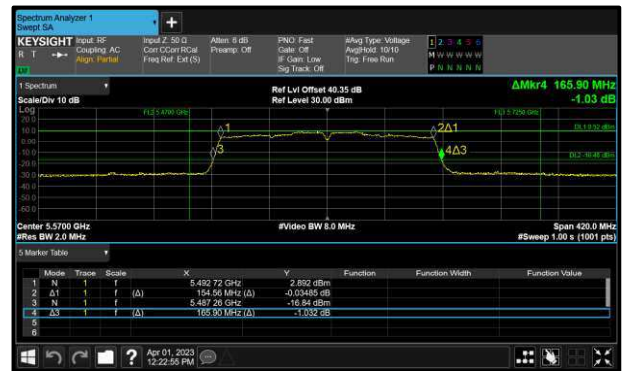 Spectrum Analyzer 1
Swept SA
+
KEYSIGHT Input: RF Input Z: 50 Ω Atten: 6 dB PNO: Fast #Avg Type: Voltage 1 2 3 4 5 6
R T Coupling: AC Corr CCorr RCal Preamp: Off Gate: Off Avg|Hold: 10/10 M W W W W W
Align: Partial Freq Ref: Ext (S) IF Gain: Low Trig: Free Run P N N N N N
Sig Track: Off
1 Spectrum Ref Lvl Offset 40.35 dB ΔMkr4 165.90 MHz
Scale/Div 10 dB Ref Level 30.00 dBm -1.03 dB
Log
20.0
10.0
0.00
-10.0
-20.0
-30.0
-40.0
-50.0
-60.0
1 2Δ1
3 4Δ3
Center 5.5700 GHz #Video BW 8.0 MHz Span 420.0 MHz
#Res BW 2.0 MHz #Sweep 1.00 s (1001 pts)
5 Marker Table
Mode Trace Scale X Y Function Function Width Function Value
1 N 1 f 5.492 72 GHz 2.892 dBm
2 Δ1 1 f (Δ) 154.56 MHz (Δ) -0.03485 dB
3 N 1 f 5.487 26 GHz -16.84 dBm
4 Δ3 1 f (Δ) 165.90 MHz (Δ) -1.032 dB
5
6
? Apr 01, 2023
12:22:55 PM